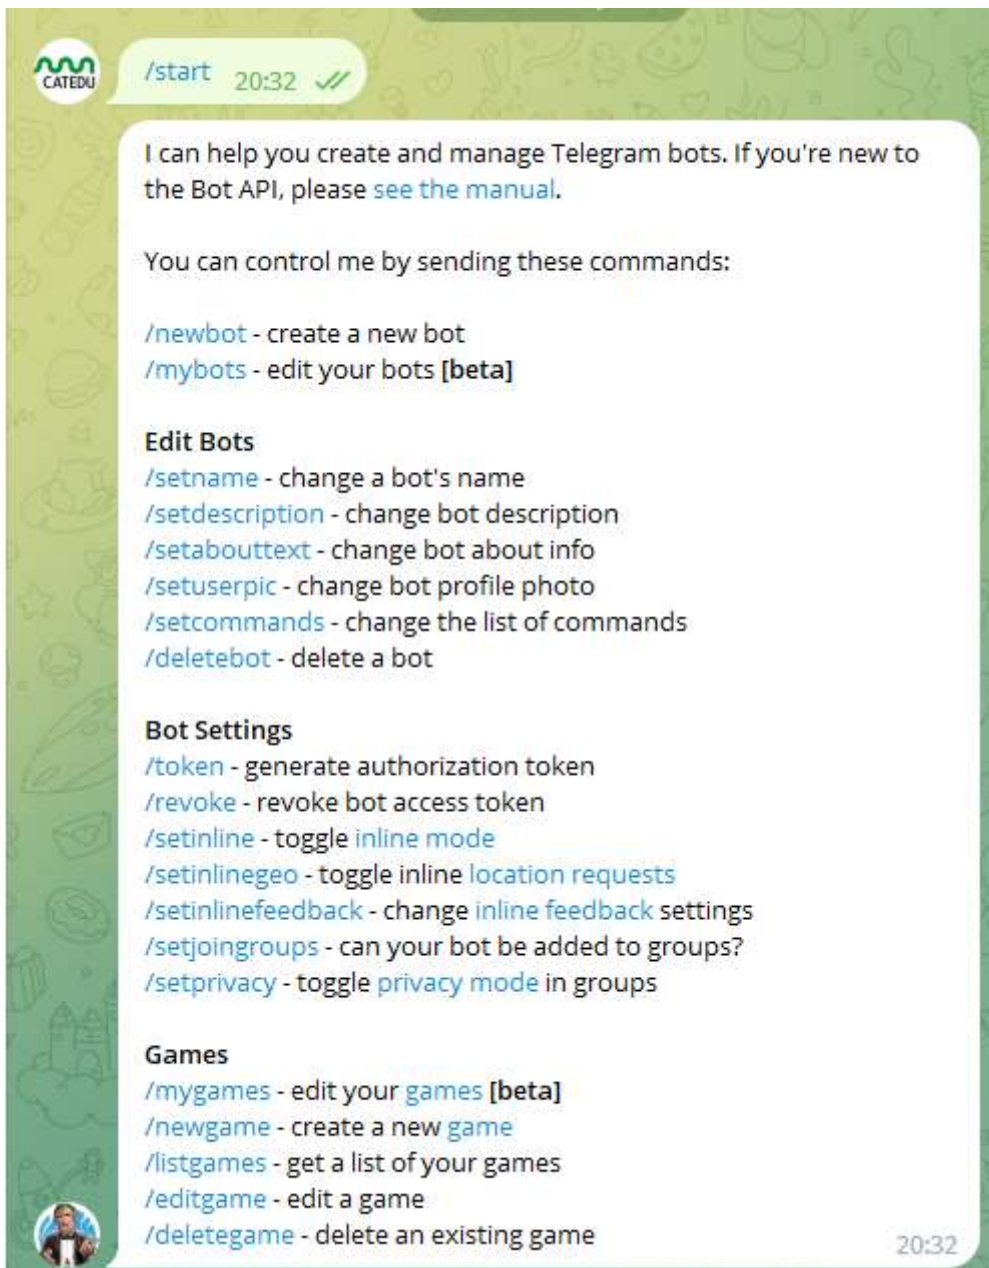 CATEDU
/start 20:32
I can help you create and manage Telegram bots. If you're new to
the Bot API, please see the manual.
You can control me by sending these commands:
/newbot - create a new bot
/mybots - edit your bots [beta]
Edit Bots
/setname - change a bot's name
/setdescription - change bot description
/setabouttext - change bot about info
/setuserpic - change bot profile photo
/setcommands - change the list of commands
/deletebot - delete a bot
Bot Settings
/token - generate authorization token
/revoke - revoke bot access token
/setinline - toggle inline mode
/setinlinegeo - toggle inline location requests
/setinlinefeedback - change inline feedback settings
/setjoingroups - can your bot be added to groups?
/setprivacy - toggle privacy mode in groups
Games
/mygames - edit your games [beta]
/newgame - create a new game
/listgames - get a list of your games
/editgame - edit a game
/deletegame - delete an existing game
20:32